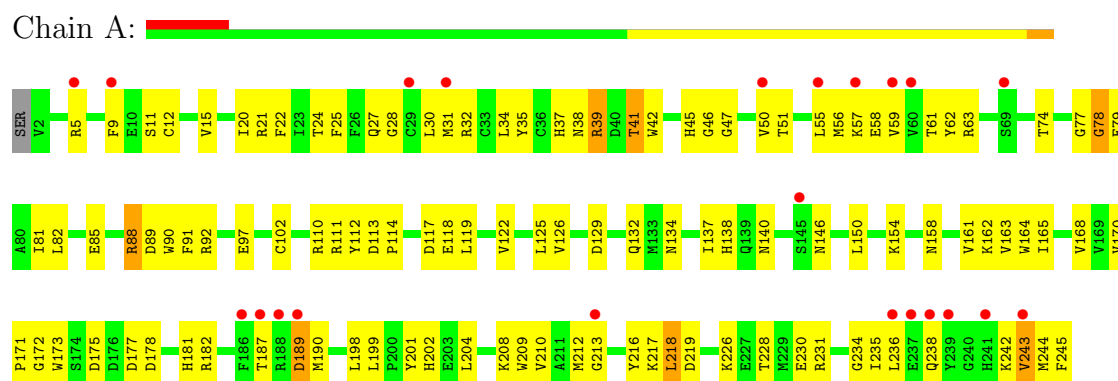 Chain A:
SER V2 R5 F9 E10 S11 C12 V15 I20 R21 F22 I23 T24 F25 F26 Q27 G28 C29 L30 M31 R32 C33 L34 Y35 C36 H37 N38 R39 D40 T41 W42 H45 G46 G47 V50 T51 L55 M56 K57 E58 V59 V60 T61 Y62 R63 S69 T74 G77 G78
A80 I81 L82 E85 R88 D89 W90 F91 R92 E97 C102 R110 R111 Y112 D113 P114 D117 E118 L119 V122 L125 V126 D129 Q132 M133 N134 I137 H138 Q139 N140 S145 N146 L150 K154 N158 V161 K162 V163 W164 I165 V168 V169
P171 G172 W173 S174 D175 D176 D177 D178 H181 R182 F186 T187 R188 D189 M190 L198 L199 P200 Y201 H202 E203 L204 K208 W209 V210 A211 M212 G213 Y216 K217 L218 D219 K226 E227 T228 M229 E230 R231 G234 I235 L236 E237 Q238 Y239 G240 H241 K242 V243 M244 F245